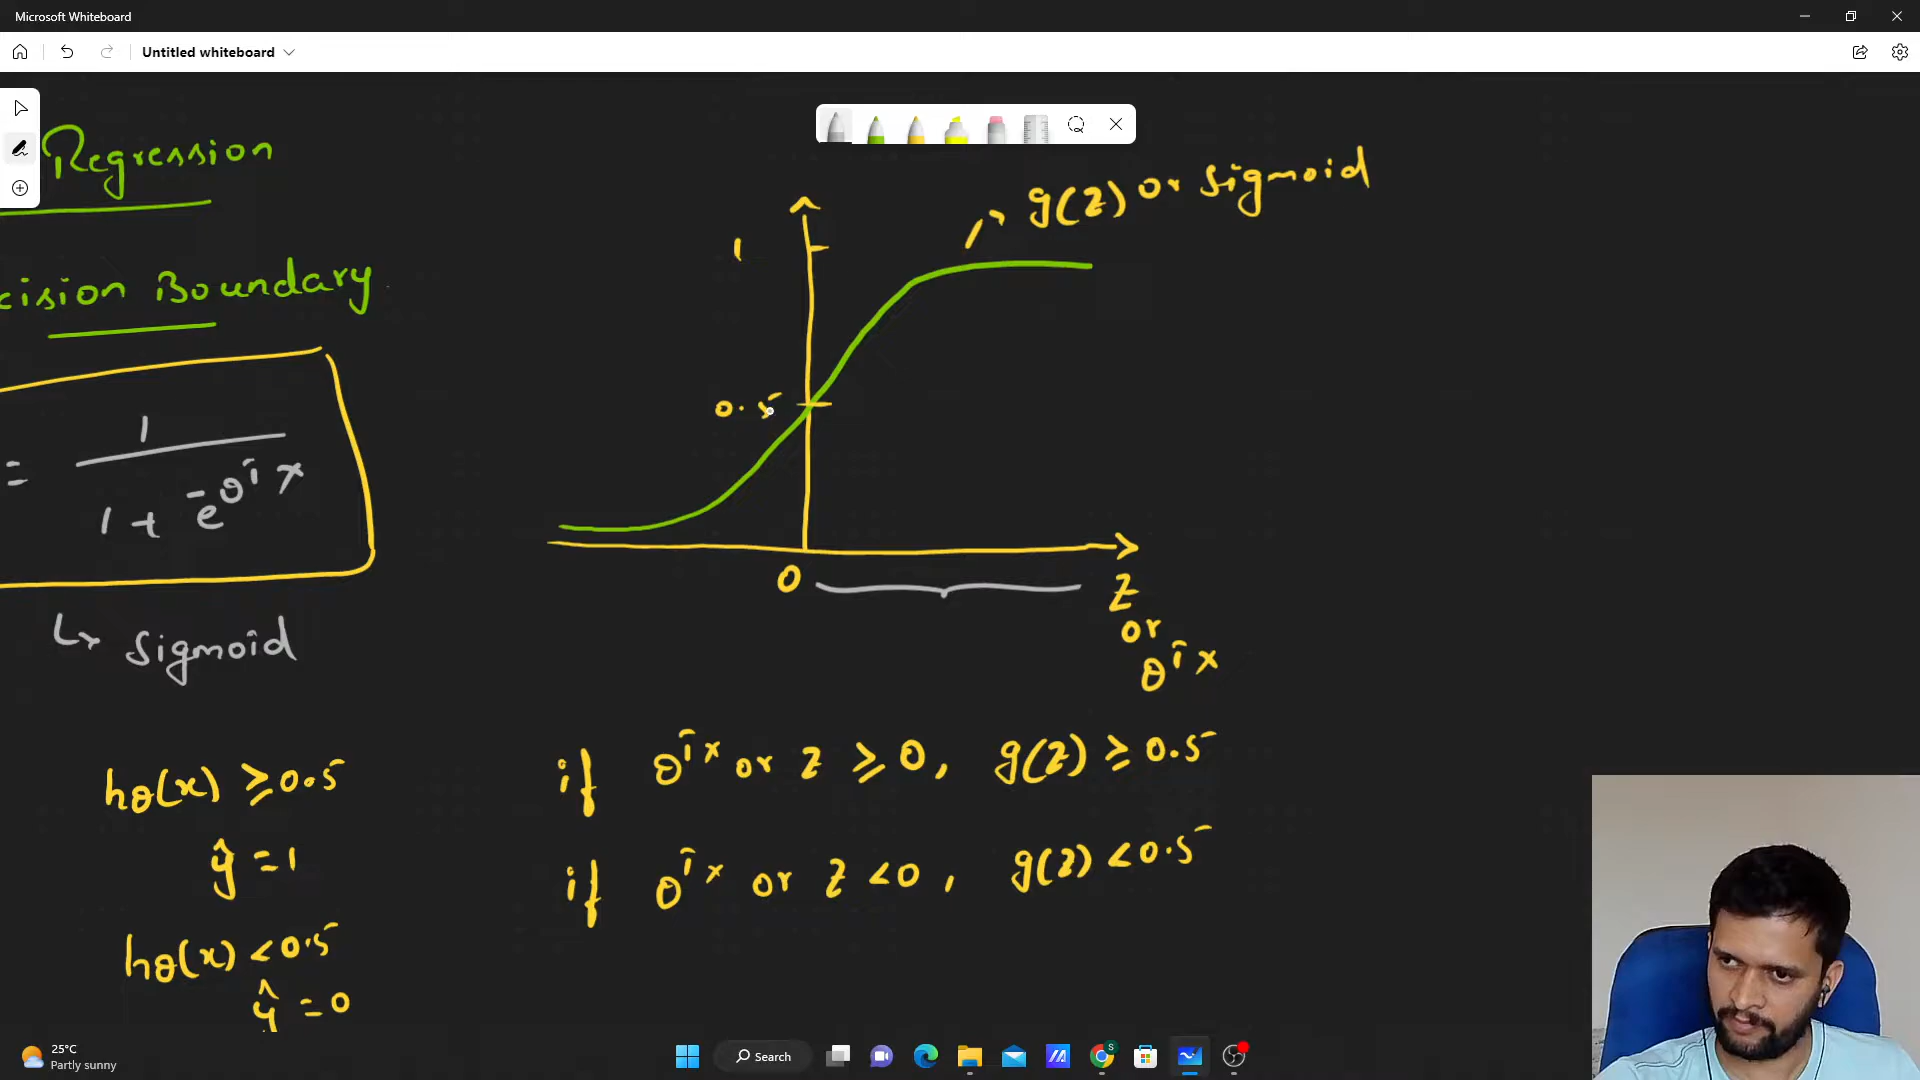 Microsoft Whiteboard
Untitled whiteboard
Regression
cision Boundary
= 1 / 1 + e^-θᵀx
↳ Sigmoid
hθ(x) ≥ 0.5
ŷ = 1
hθ(x) < 0.5
ŷ = 0
g(z) or sigmoid
1
0.5
0
z
or
θᵀx
if θᵀx or z ≥ 0, g(z) ≥ 0.5
if θᵀx or z < 0, g(z) < 0.5
25°C
Partly sunny
Search
S